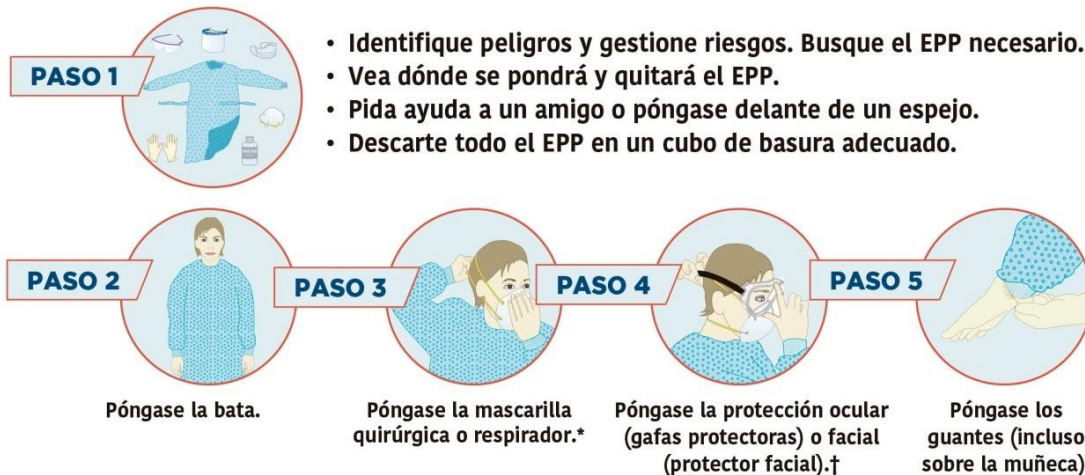 PASO 1
• Identifique peligros y gestione riesgos. Busque el EPP necesario.
• Vea dónde se pondrá y quitará el EPP.
• Pida ayuda a un amigo o póngase delante de un espejo.
• Descarte todo el EPP en un cubo de basura adecuado.
PASO 2
Póngase la bata.
PASO 3
Póngase la mascarilla
quirúrgica o respirador.*
PASO 4
Póngase la protección ocular
(gafas protectoras) o facial
(protector facial).†
PASO 5
Póngase los
guantes (incluso
sobre la muñeca)